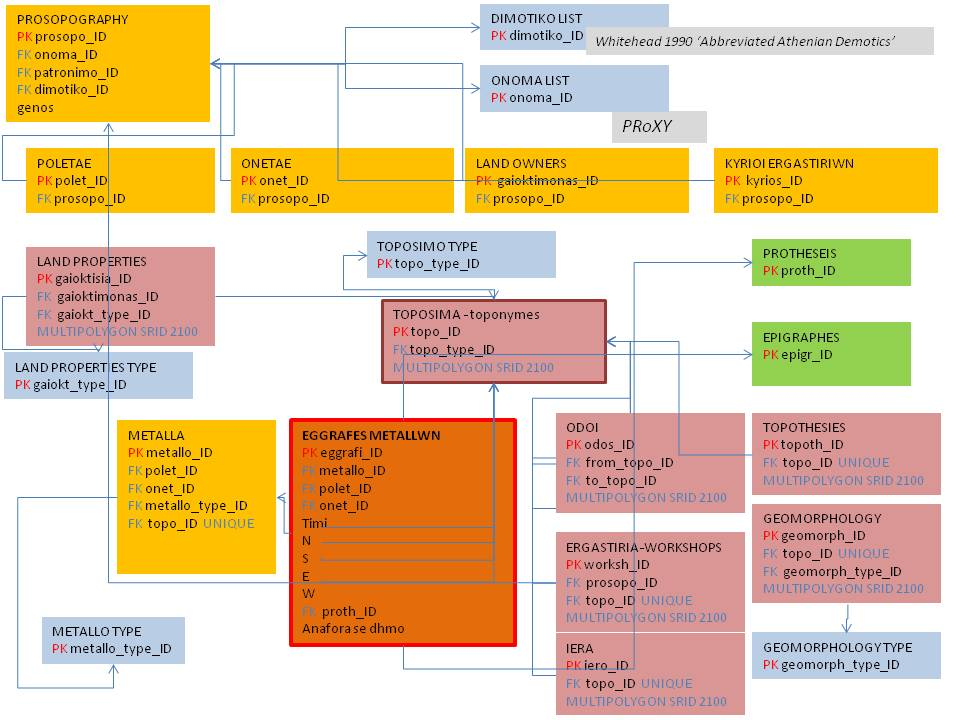 PROSOPOGRAPHY
PK prosopo_ID
FK onoma_ID
FK patronimo_ID
FK dimotiko_ID
genos
DIMOTIKO LIST
PK dimotiko_ID
Whitehead 1990 ‘Abbreviated Athenian Demotics’
ONOMA LIST
PK onoma_ID
PRoXY
POLETAE
PK polet_ID
FK prosopo_ID
ONETAE
PK onet_ID
FK prosopo_ID
LAND OWNERS
PK gaioktimonas_ID
FK prosopo_ID
KYRIOI ERGASTIRIWN
PK kyrios_ID
FK prosopo_ID
LAND PROPERTIES
PK gaioktisia_ID
FK gaioktimonas_ID
FK gaiokt_type_ID
MULTIPOLYGON SRID 2100
TOPOSIMO TYPE
PK topo_type_ID
PROTHESEIS
PK proth_ID
TOPOSIMA -toponymes
PK topo_ID
FK topo_type_ID
MULTIPOLYGON SRID 2100
EPIGRAPHES
PK epigr_ID
LAND PROPERTIES TYPE
PK gaiokt_type_ID
METALLA
PK metallo_ID
FK polet_ID
FK onet_ID
FK metallo_type_ID
FK topo_ID UNIQUE
EGGRAFES METALLWN
PK eggrafi_ID
FK metallo_ID
FK polet_ID
FK onet_ID
Timi
N
S
E
W
FK proth_ID
Anafora se dhmo
ODOI
PK odos_ID
FK from_topo_ID
FK to_topo_ID
MULTIPOLYGON SRID 2100
TOPOTHESIES
PK topoth_ID
FK topo_ID UNIQUE
MULTIPOLYGON SRID 2100
GEOMORPHOLOGY
PK geomorph_ID
FK topo_ID UNIQUE
FK geomorph_type_ID
MULTIPOLYGON SRID 2100
ERGASTIRIA-WORKSHOPS
PK worksh_ID
FK prosopo_ID
FK topo_ID UNIQUE
MULTIPOLYGON SRID 2100
METALLO TYPE
PK metallo_type_ID
IERA
PK iero_ID
FK topo_ID UNIQUE
MULTIPOLYGON SRID 2100
GEOMORPHOLOGY TYPE
PK geomorph_type_ID